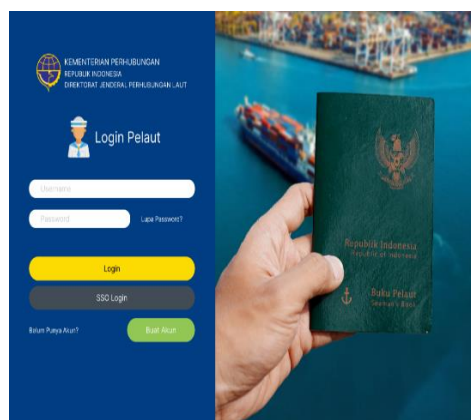 KEMENTERIAN PERHUBUNGAN
REPUBLIK INDONESIA
DIREKTORAT JENDERAL PERHUBUNGAN LAUT
Login Pelaut
Username
Password
Lupa Password?
Login
SSO Login
Belum Punya Akun?
Buat Akun
Republik Indonesia
Republic of Indonesia
Buku Pelaut
Seaman's Book